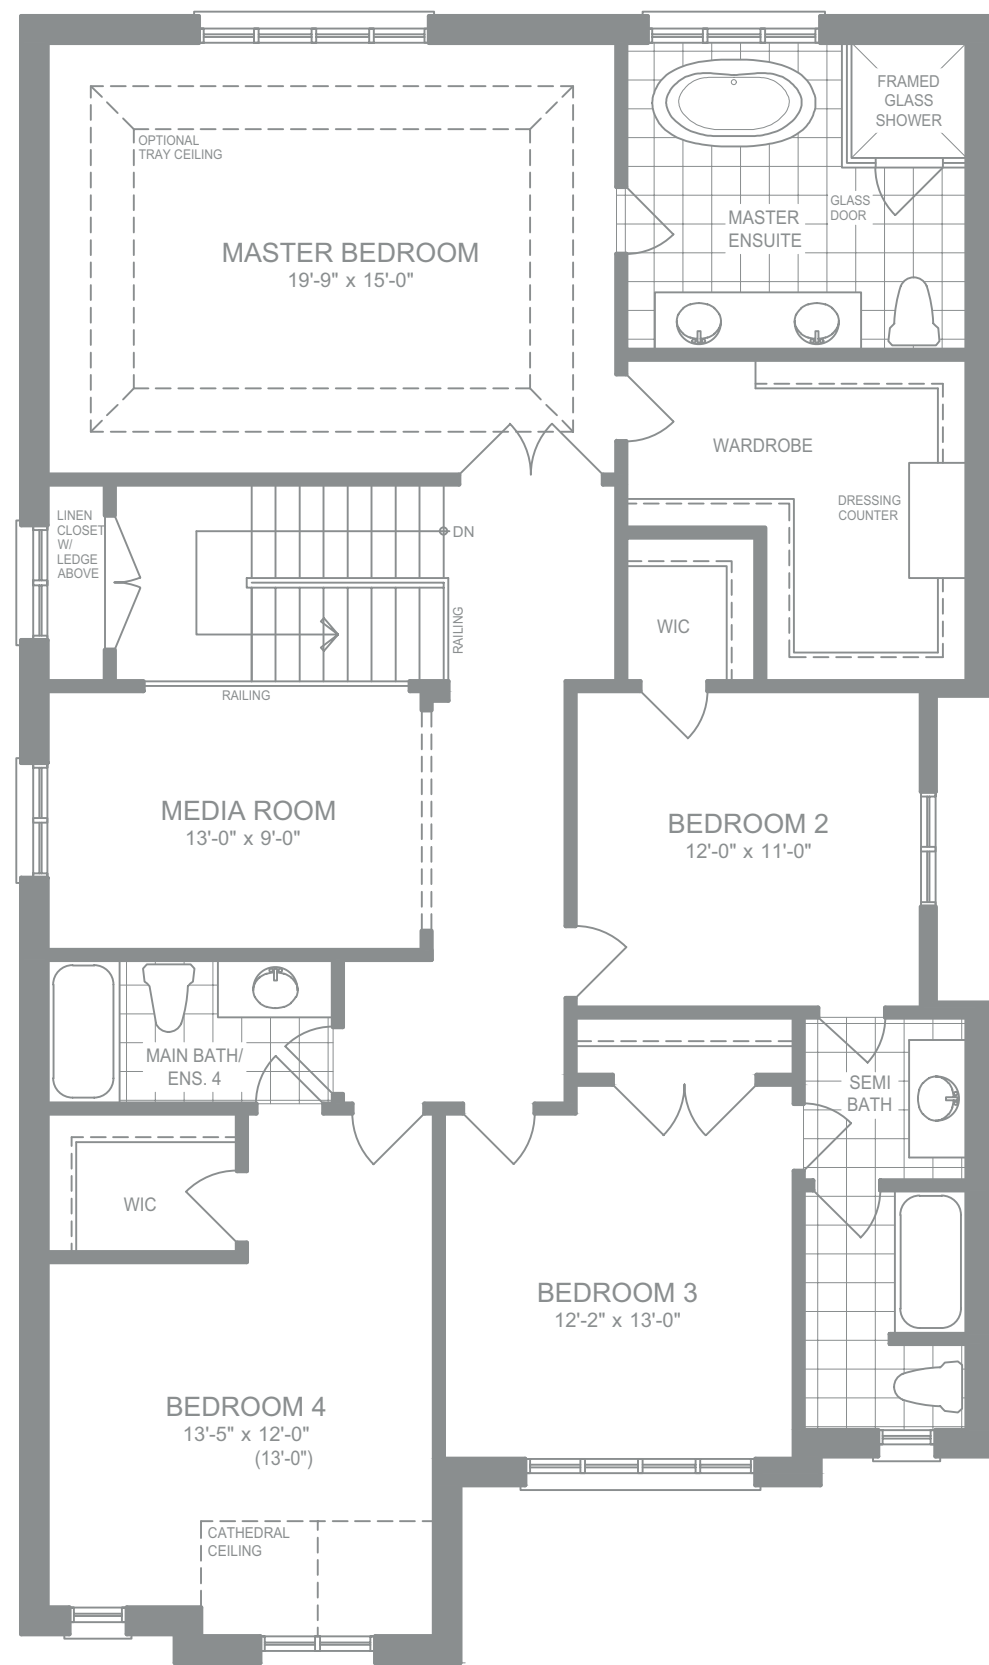 FRAMED
GLASS
SHOWER
OPTIONAL
TRAY CEILING
GLASS
DOOR
MASTER
ENSUITE
MASTER BEDROOM
19'-9" x 15'-0"
WARDROBE
DRESSING
COUNTER
LINEN
CLOSET
W/
LEDGE
ABOVE
DN
RAILING
WIC
RAILING
MEDIA ROOM
13'-0" x 9'-0"
BEDROOM 2
12'-0" x 11'-0"
MAIN BATH/
ENS. 4
SEMI
BATH
WIC
BEDROOM 3
12'-2" x 13'-0"
BEDROOM 4
13'-5" x 12'-0"
(13'-0")
CATHEDRAL
CEILING